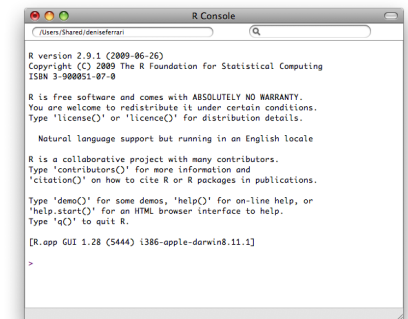 R Console
/Users/Shared/deniseferrari
R version 2.9.1 (2009-06-26)
Copyright (C) 2009 The R Foundation for Statistical Computing
ISBN 3-900051-07-0
R is free software and comes with ABSOLUTELY NO WARRANTY.
You are welcome to redistribute it under certain conditions.
Type 'license()' or 'licence()' for distribution details.
Natural language support but running in an English locale
R is a collaborative project with many contributors.
Type 'contributors()' for more information and
'citation()' on how to cite R or R packages in publications.
Type 'demo()' for some demos, 'help()' for on-line help, or
'help.start()' for an HTML browser interface to help.
Type 'q()' to quit R.
[R.app GUI 1.28 (5444) i386-apple-darwin8.11.1]
>